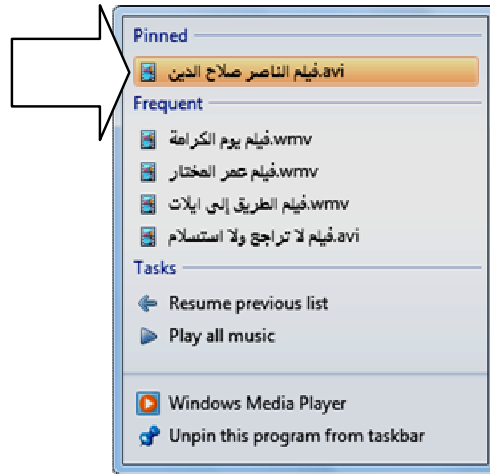 Pinned
فيلم الناصر صلاح الدين.avi
Frequent
فيلم يوم الكرامة.wmv
فيلم عمر المختار.wmv
فيلم الطريق إلى ايلات.wmv
فيلم لا تراجع ولا استسلام.avi
Tasks
Resume previous list
Play all music
Windows Media Player
Unpin this program from taskbar